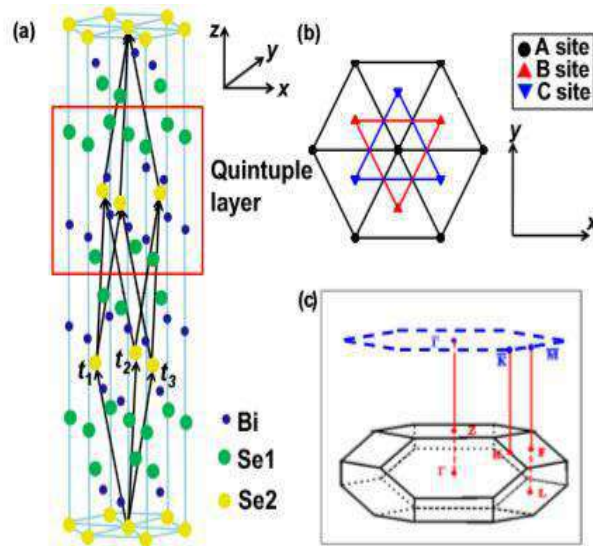 (a)
z
y
x
Quintuple
layer
t1
t2
t3
Bi
Se1
Se2
(b)
A site
B site
C site
y
x
(c)
Γ
K
M
Z
Γ
F
L